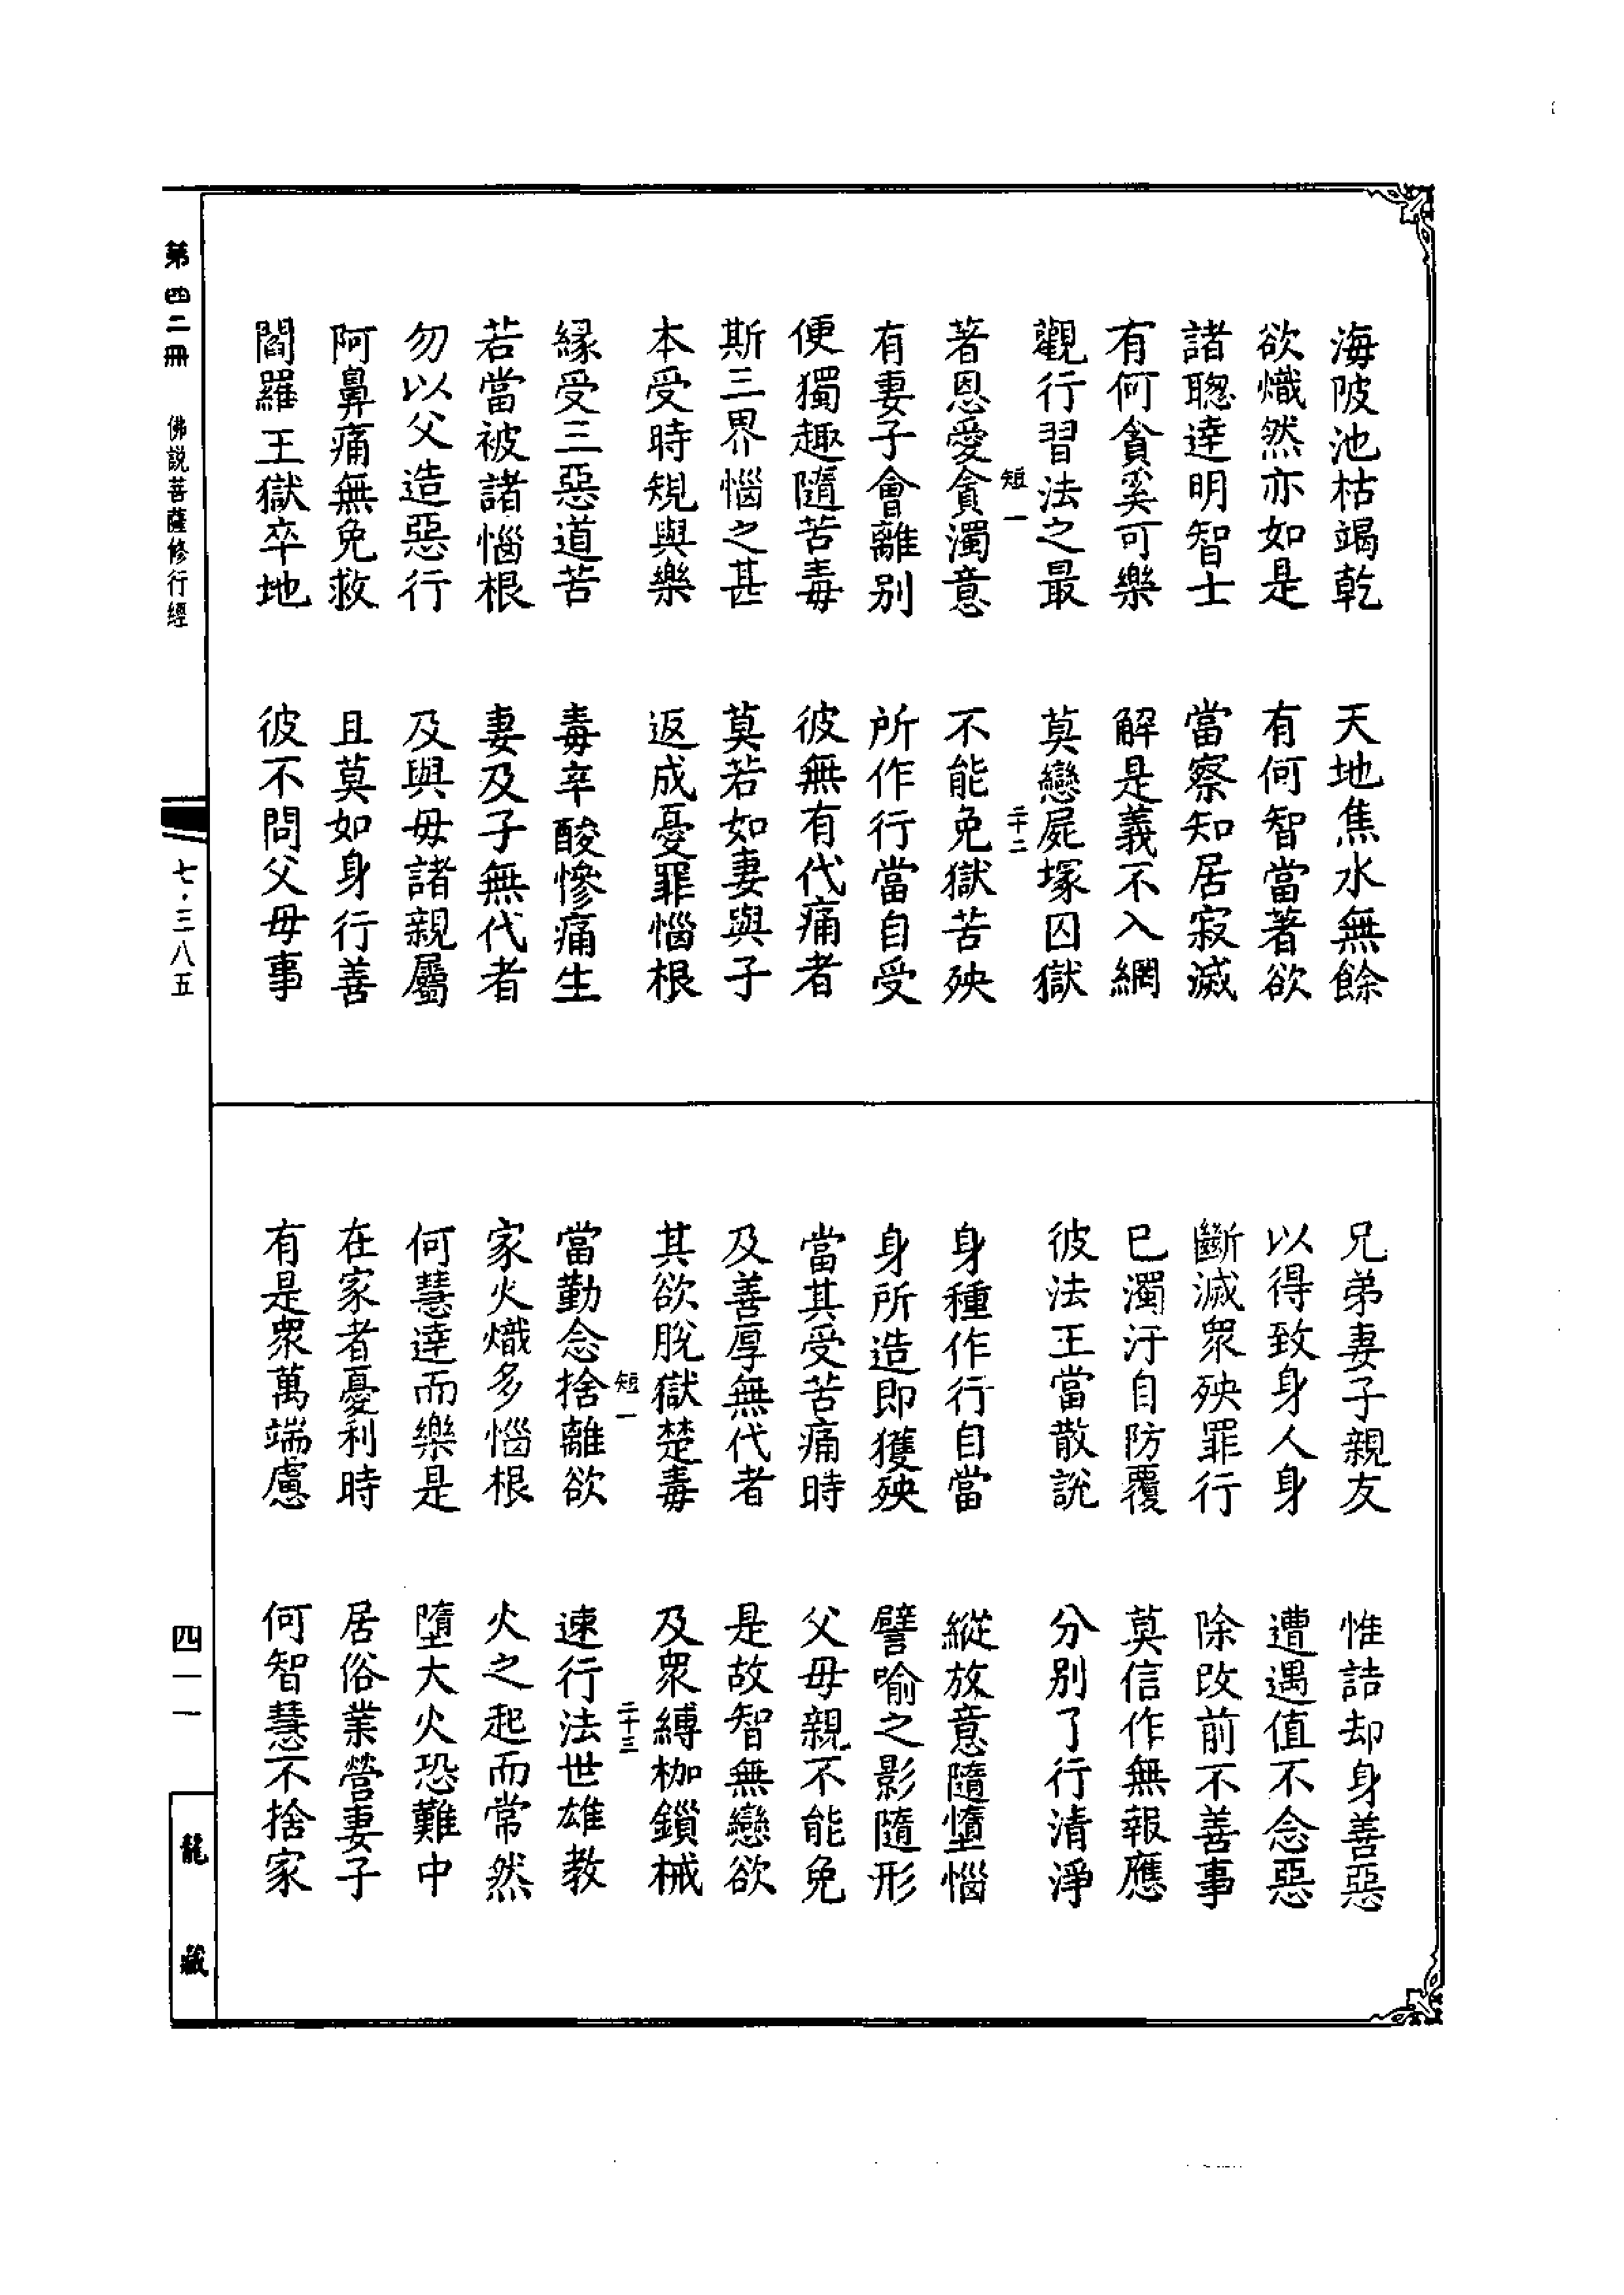 海陂池枯竭乾　天地焦水無餘
欲熾然亦如是　有何智當著欲
諸聰達明智士　當察知居寂滅
有何貪奚可樂　解是義不入網
觀行習法之最　莫戀屍塚囚獄
短一　二十二
著恩愛貪濁意　不能免獄苦殃
有妻子會離别　所作行當自受
便獨趣隨苦毒　彼無有代痛者
斯三界惱之甚　莫若如妻與子
本受時規與樂　返成憂罪惱根
緣受三惡道苦　毒辛酸慘痛生
若當被諸惱根　妻及子無代者
勿以父造惡行　及與毋諸親屬
阿鼻痛無免救　且莫如身行善
閻羅王獄卒地　彼不問父毋事
兄弟妻子親友　惟詰却身善惡
以得致身人身　遭遇值不念惡
斷滅衆殃罪行　除改前不善事
已濁汙自防覆　莫信作無報應
彼法王當散說　分别了行清淨
身種作行自當　縱放意隨墮惱
身所造即獲殃　譬喻之影隨形
當其受苦痛時　父毋親不能免
及善厚無代者　是故智無戀欲
其欲脫獄楚毒　及衆縛枷鎖械
短一　二十三
當勤念捨離欲　速行法世雄教
家火熾多惱根　火之起而常然
何慧達而樂是　墮大火恐難中
在家者憂利時　居俗業營妻子
有是衆萬端慮　何智慧不捨家
第四二冊　佛説菩薩修行經　七·三八五　四一一　龍藏